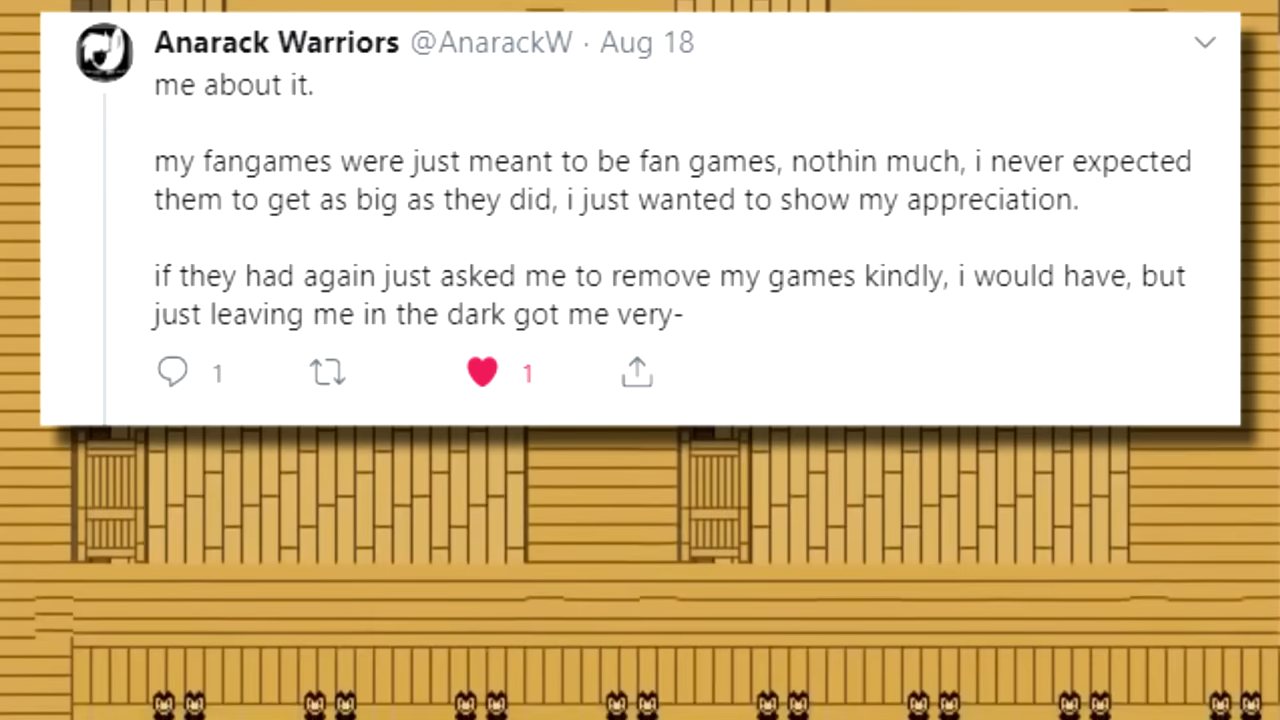 Anarack Warriors @AnarackW · Aug 18
me about it.
my fangames were just meant to be fan games, nothin much, i never expected
them to get as big as they did, i just wanted to show my appreciation.
if they had again just asked me to remove my games kindly, i would have, but
just leaving me in the dark got me very-
1 1